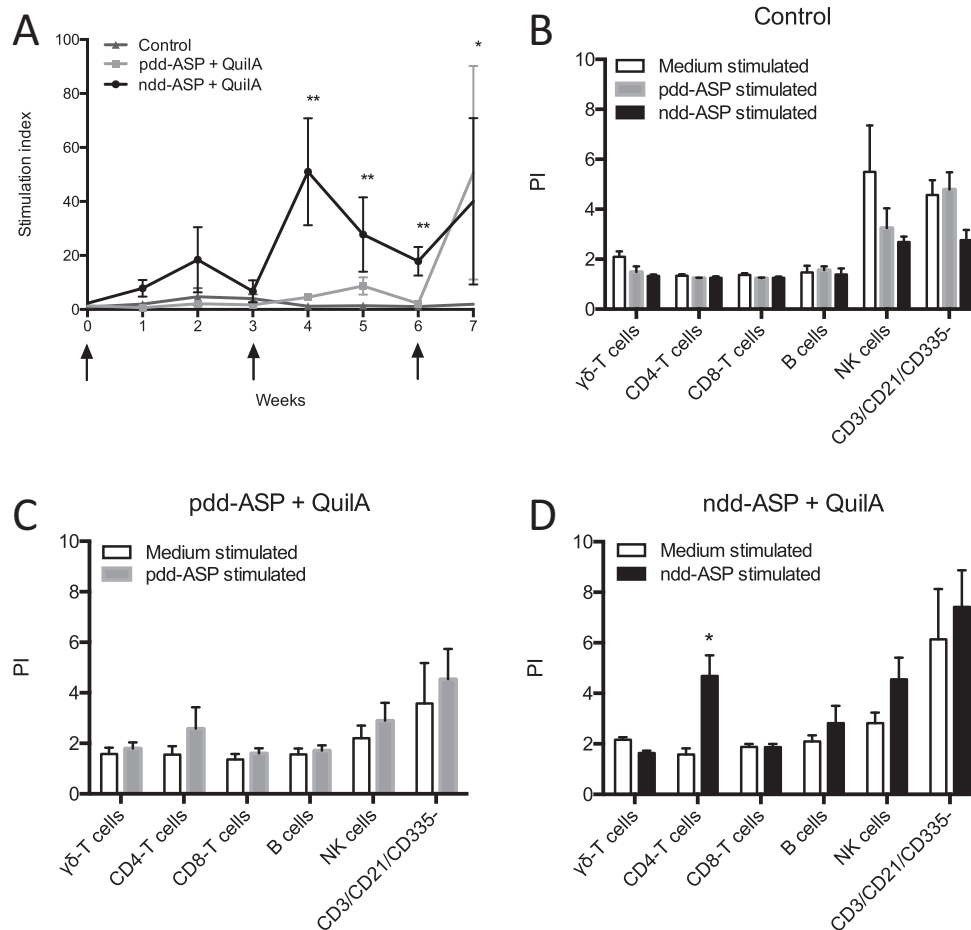 A
100
80
60
40
20
0
Stimulation index
Control
pdd-ASP + QuilA
ndd-ASP + QuilA
**
**
**
*
0 1 2 3 4 5 6 7
Weeks
B
Control
10
8
6
4
2
0
PI
Medium stimulated
pdd-ASP stimulated
ndd-ASP stimulated
γδ-T cells
CD4-T cells
CD8-T cells
B cells
NK cells
CD3/CD21/CD335-
C
pdd-ASP + QuilA
10
8
6
4
2
0
PI
Medium stimulated
pdd-ASP stimulated
γδ-T cells
CD4-T cells
CD8-T cells
B cells
NK cells
CD3/CD21/CD335-
D
ndd-ASP + QuilA
10
8
6
4
2
0
PI
Medium stimulated
ndd-ASP stimulated
*
γδ-T cells
CD4-T cells
CD8-T cells
B cells
NK cells
CD3/CD21/CD335-